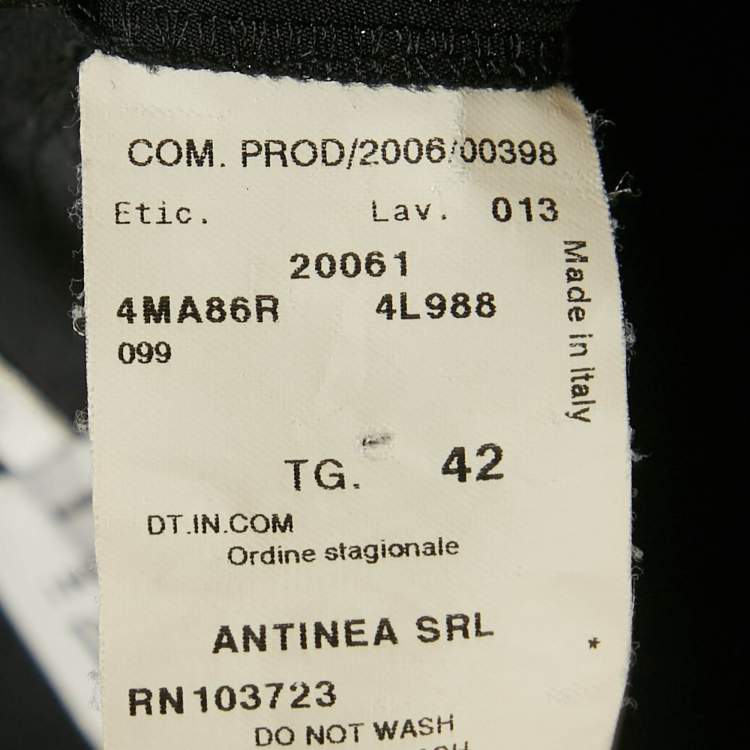 COM. PROD/2006/00398
Etic. Lav. 013
20061
4MA86R 4L988
099
Made in Italy
TG. 42
DT.IN.COM
Ordine stagionale
ANTINEA SRL
*
RN103723
DO NOT WASH